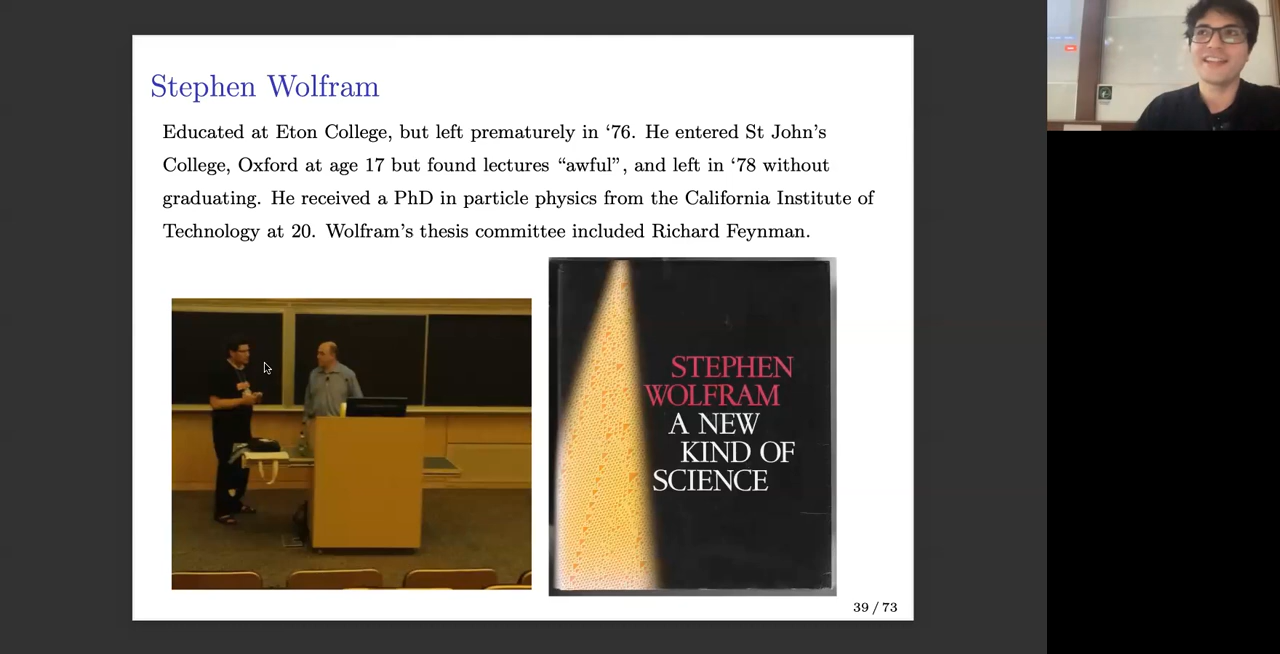 Stephen Wolfram
Educated at Eton College, but left prematurely in ‘76. He entered St John’s
College, Oxford at age 17 but found lectures “awful”, and left in ‘78 without
graduating. He received a PhD in particle physics from the California Institute of
Technology at 20. Wolfram’s thesis committee included Richard Feynman.
STEPHEN
WOLFRAM
A NEW
KIND OF
SCIENCE
39 / 73